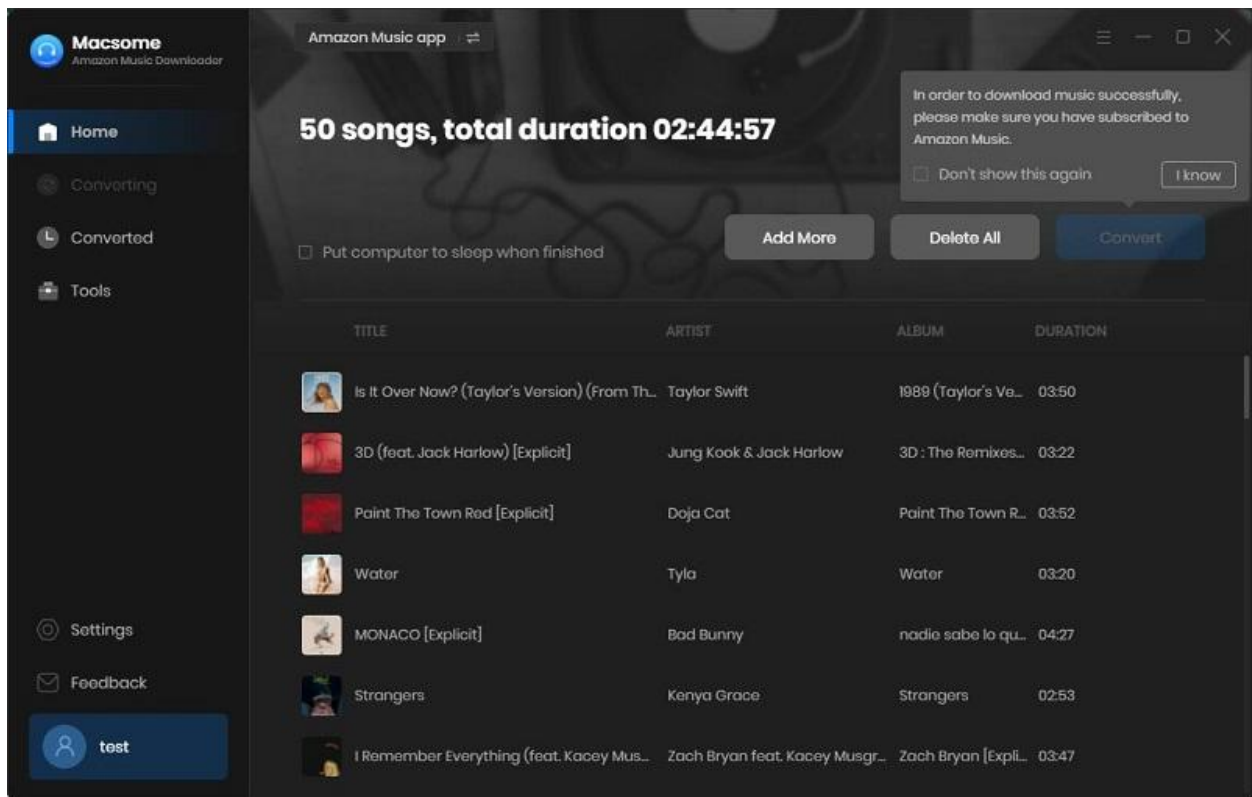 Macsome
Amazon Music Downloader
Home
Converting
Converted
Tools
Settings
Feedback
test
Amazon Music app
In order to download music successfully,
please make sure you have subscribed to
Amazon Music.
Don't show this again
I know
50 songs, total duration 02:44:57
Put computer to sleep when finished
Add More
Delete All
Convert
TITLE ARTIST ALBUM DURATION
Is It Over Now? (Taylor's Version) (From Th... Taylor Swift 1989 (Taylor's Ve... 03:50
3D (feat. Jack Harlow) [Explicit] Jung Kook & Jack Harlow 3D : The Remixes... 03:22
Paint The Town Red [Explicit] Doja Cat Paint The Town R... 03:52
Water Tyla Water 03:20
MONACO [Explicit] Bad Bunny nadie sabe lo qu... 04:27
Strangers Kenya Grace Strangers 02:53
I Remember Everything (feat. Kacey Mus... Zach Bryan feat. Kacey Musgr... Zach Bryan [Expli... 03:47